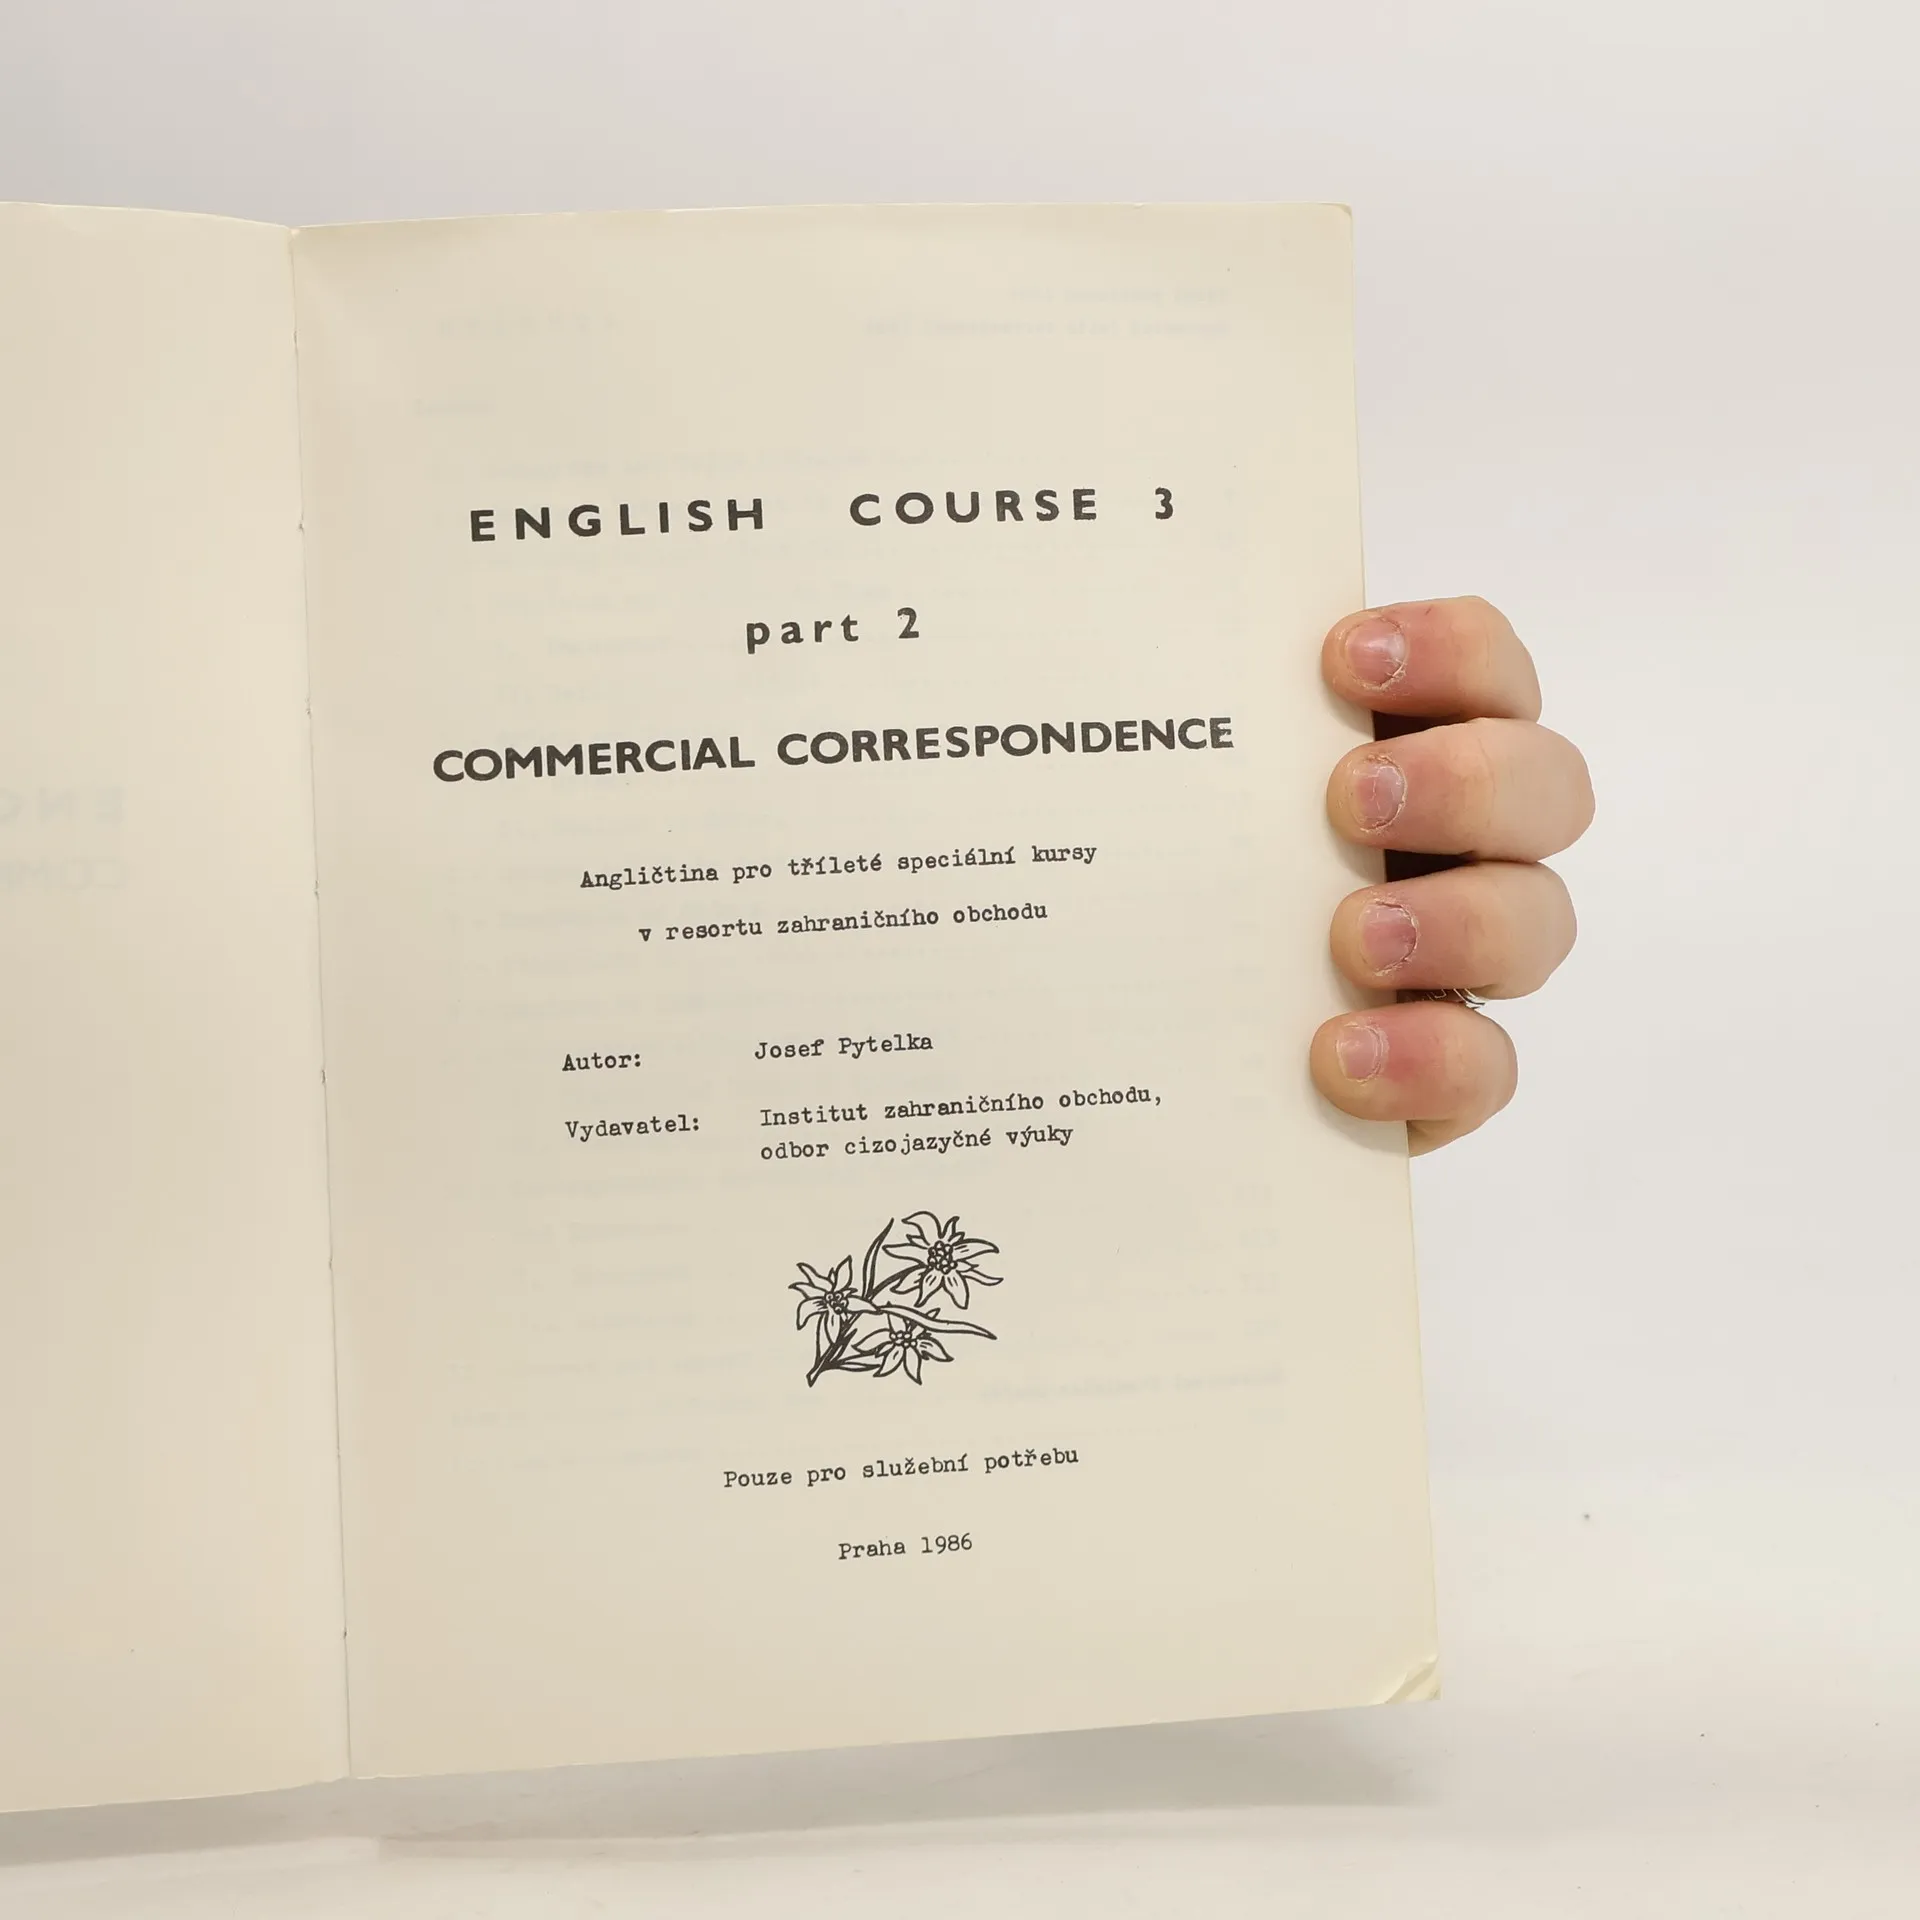 ENGLISH COURSE 3
part 2
COMMERCIAL CORRESPONDENCE
Angličtina pro tříleté speciální kursy
v resortu zahraničního obchodu
Autor: Josef Pytelka
Vydavatel: Institut zahraničního obchodu,
odbor cizojazyčné výuky
Pouze pro služební potřebu
Praha 1986